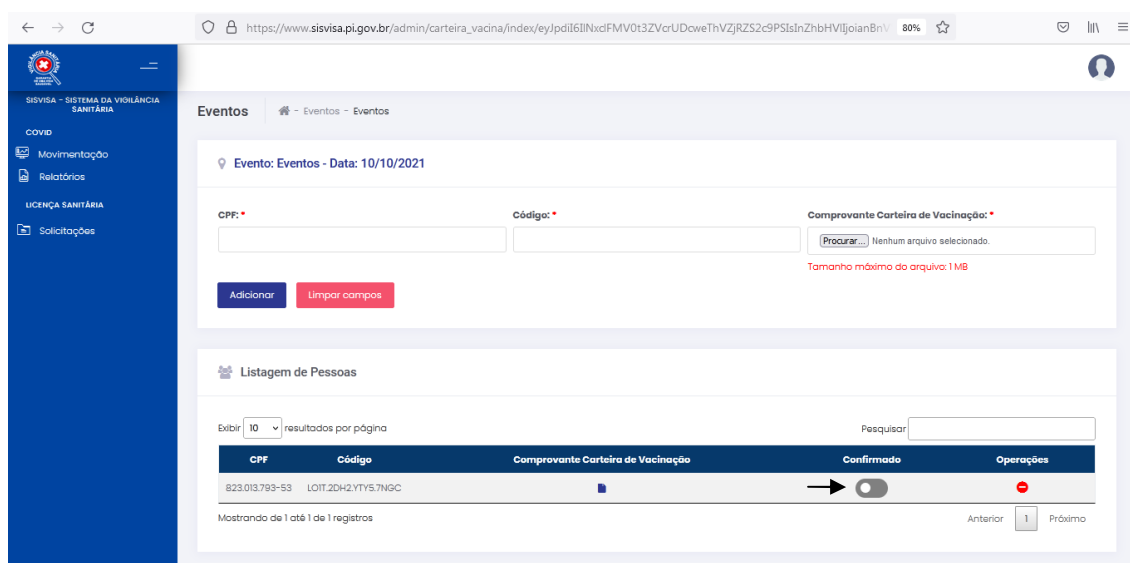 https://www.sisvisa.pi.gov.br/admin/carteira_vacina/index/ 80%
SISVISA - SISTEMA DA VIGILÂNCIA
SANITÁRIA
COVID
Movimentação
Relatórios
LICENÇA SANITÁRIA
Solicitações
Eventos - Eventos - Eventos
Evento: Eventos - Data: 10/10/2021
CPF: * Código: * Comprovante Carteira de Vacinação: *
Procurar... Nenhum arquivo selecionado.
Tamanho máximo do arquivo: 1 MB
Adicionar Limpar campos
Listagem de Pessoas
Exibir 10 resultados por página Pesquisar
CPF Código Comprovante Carteira de Vacinação Confirmado Operações
823.013.793-53 LO1T.2DH2.YTY5.7NGC
Mostrando de 1 até 1 de 1 registros Anterior 1 Próximo